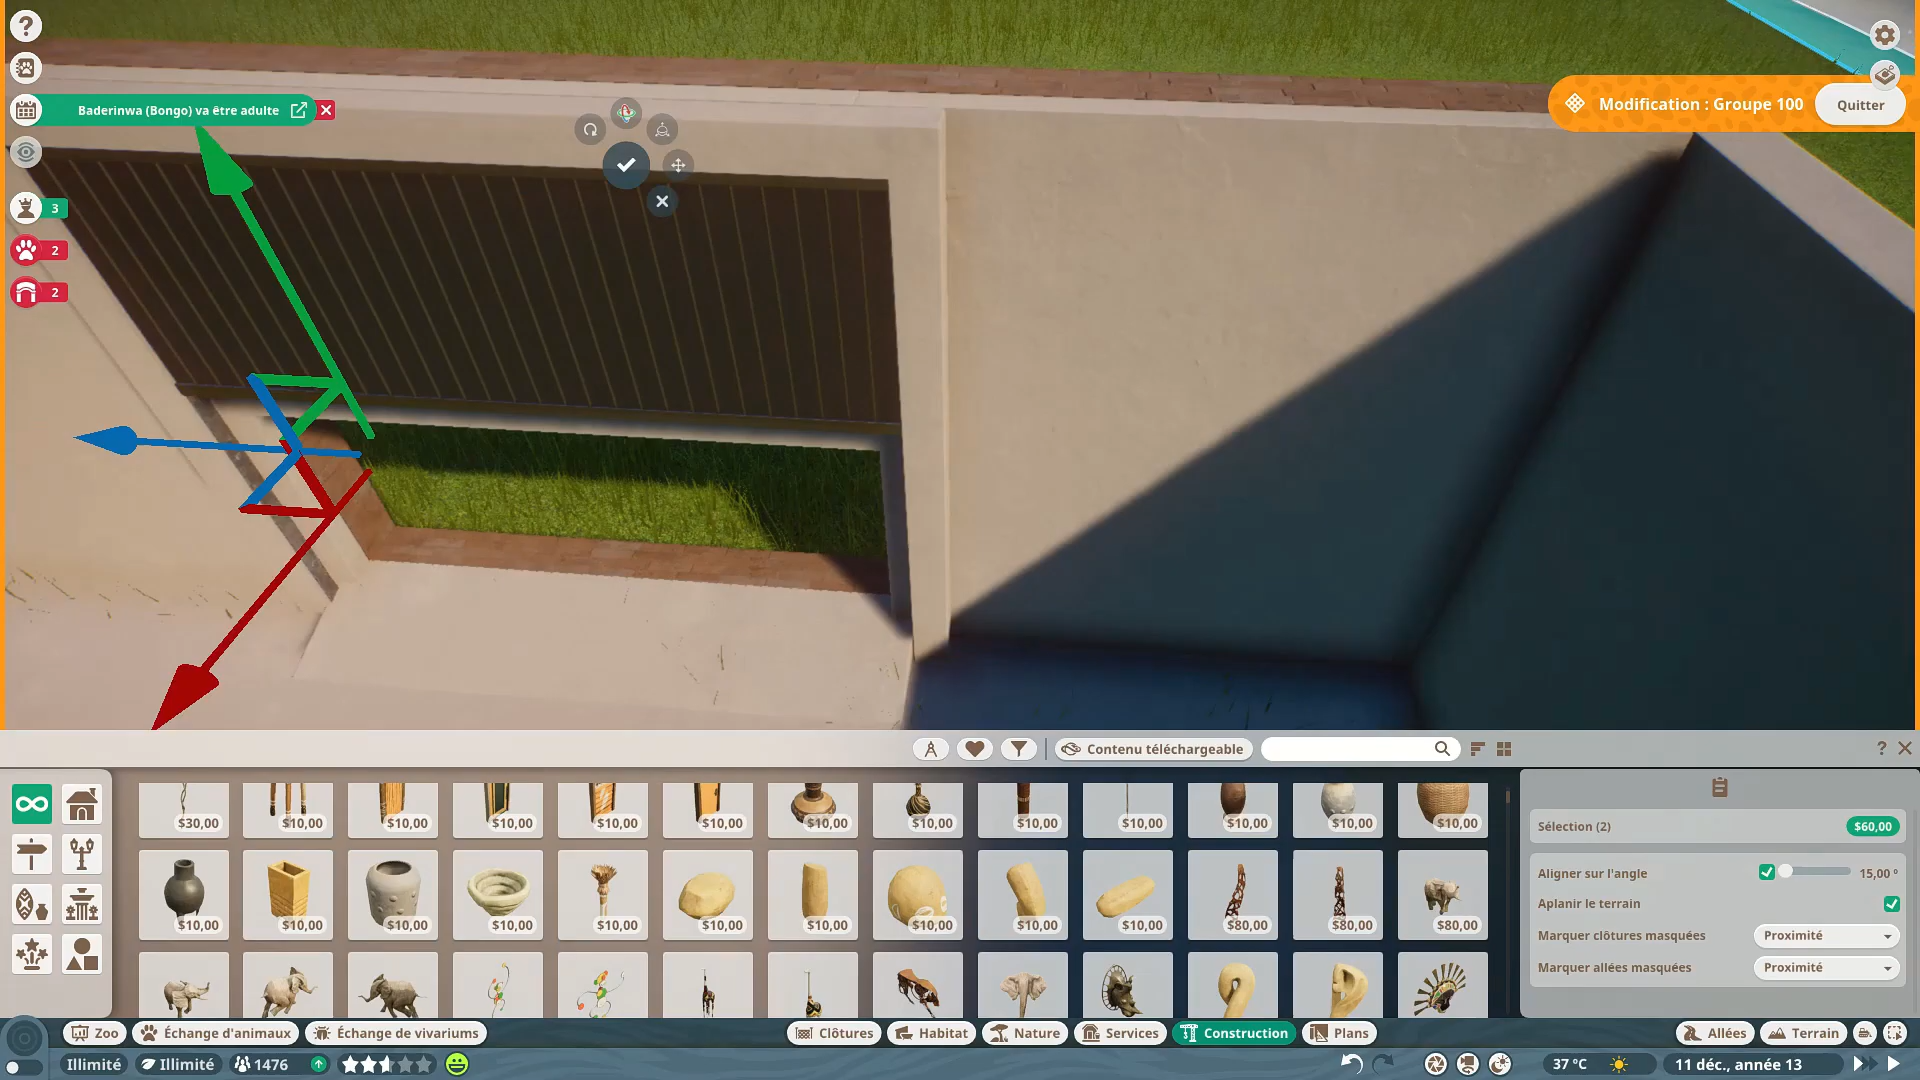 Baderinwa (Bongo) va être adulte
Modification : Groupe 100
Quitter
3
2
2
Contenu téléchargeable
$30,00 $10,00 $10,00 $10,00 $10,00 $10,00 $10,00 $10,00 $10,00 $10,00 $10,00 $10,00 $10,00
$10,00 $10,00 $10,00 $10,00 $10,00 $10,00 $10,00 $10,00 $10,00 $10,00 $80,00 $80,00 $80,00
Sélection (2) $60,00
Aligner sur l'angle 15,00 °
Aplanir le terrain
Marquer clôtures masquées Proximité
Marquer allées masquées Proximité
Zoo Échange d'animaux Échange de vivariums Clôtures Habitat Nature Services Construction Plans Allées Terrain
Illimité Illimité 1476 37 °C 11 déc., année 13